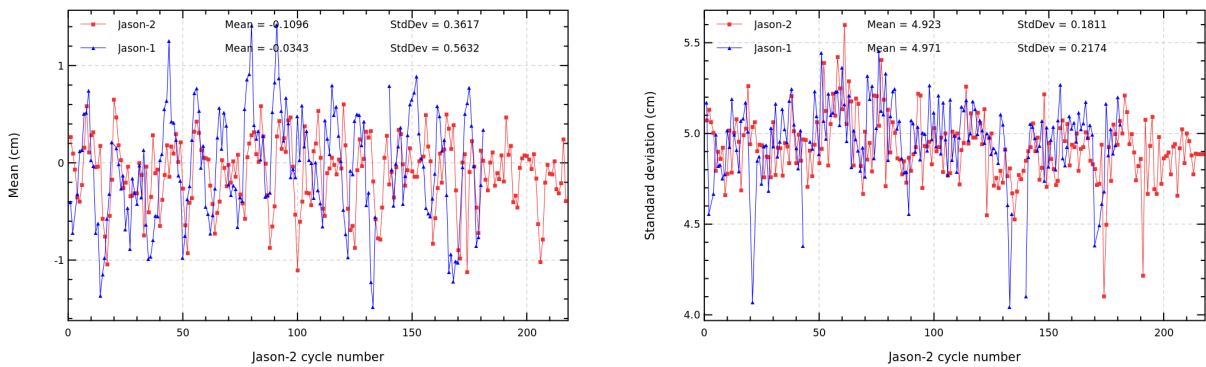 Jason-2 Mean = -0.1096 StdDev = 0.3617
Jason-1 Mean = -0.0343 StdDev = 0.5632
1
0
-1
Mean (cm)
0 50 100 150 200
Jason-2 cycle number
Jason-2 Mean = 4.923 StdDev = 0.1811
Jason-1 Mean = 4.971 StdDev = 0.2174
5.5
5.0
4.5
4.0
Standard deviation (cm)
0 50 100 150 200
Jason-2 cycle number